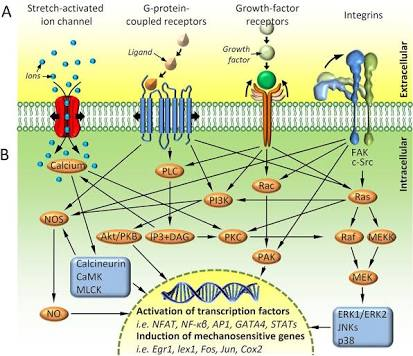 A
Stretch-activated
ion channel
G-protein-
coupled receptors
Growth-factor
receptors
Integrins
Ions
Ligand
Growth
factor
Extracellular
B
Calcium
PLC
Rac
FAK
c-Src
Intracellular
PI3K
Ras
NOS
Akt/PKB
IP3+DAG
PKC
Raf
MEKK
PAK
Calcineurin
CaMK
MLCK
MEK
NO
Activation of transcription factors
i.e. NFAT, NF-κβ, AP1, GATA4, STATs
Induction of mechanosensitive genes
i.e. Egr1, Iex1, Fos, Jun, Cox2
ERK1/ERK2
JNKs
p38